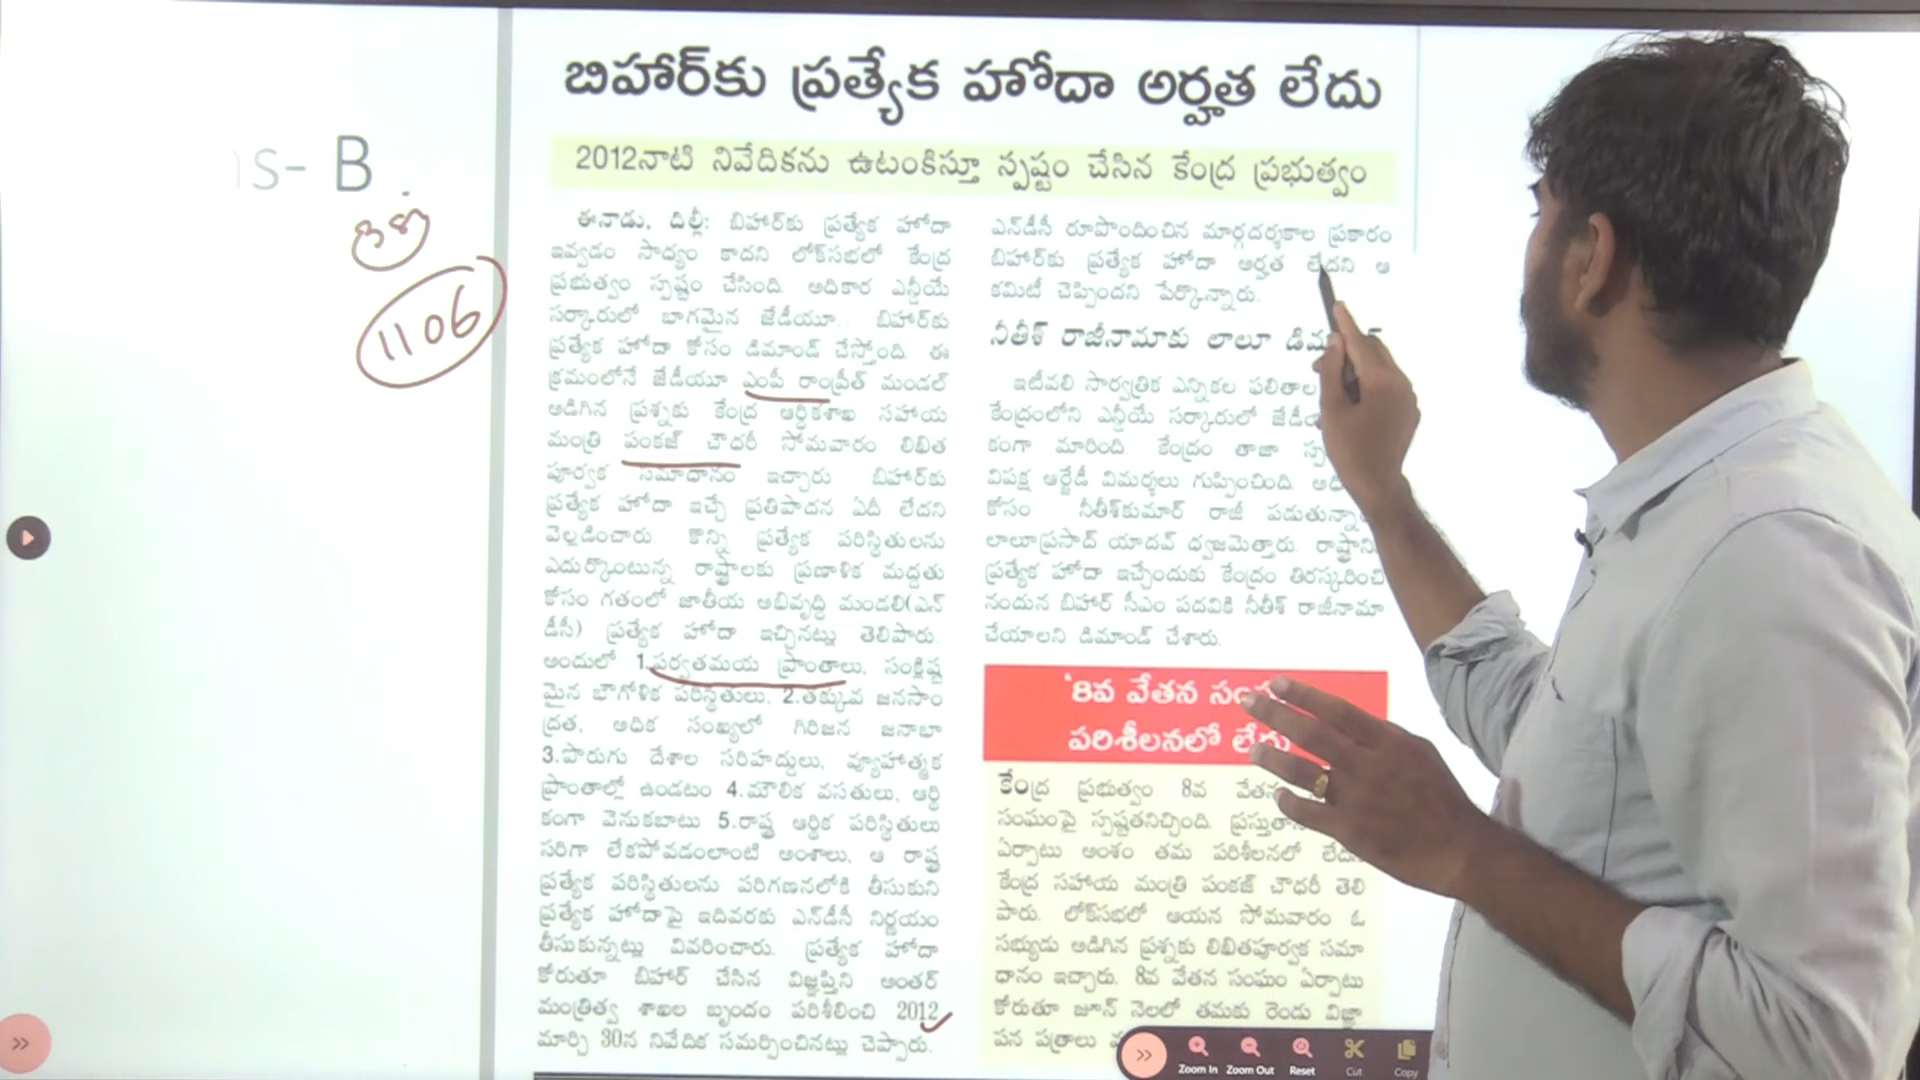 s- B
1106
బిహార్‌కు ప్రత్యేక హోదా అర్హత లేదు
2012నాటి నివేదికను ఉటంకిస్తూ స్పష్టం చేసిన కేంద్ర ప్రభుత్వం
ఈనాడు, దిల్లీ: బిహార్‌కు ప్రత్యేక హోదా
ఇవ్వడం సాధ్యం కాదని లోక్‌సభలో కేంద్ర
ప్రభుత్వం స్పష్టం చేసింది. అధికార ఎన్డీయే
సర్కారులో భాగమైన జేడీయూ.. బిహార్‌కు
ప్రత్యేక హోదా కోసం డిమాండ్ చేస్తోంది. ఈ
క్రమంలోనే జేడీయూ ఎంపీ రాంప్రీత్ మండల్
అడిగిన ప్రశ్నకు కేంద్ర ఆర్థికశాఖ సహాయ
మంత్రి పంకజ్ చౌధరీ సోమవారం లిఖిత
పూర్వక సమాధానం ఇచ్చారు. బిహార్‌కు
ప్రత్యేక హోదా ఇచ్చే ప్రతిపాదన ఏదీ లేదని
వెల్లడించారు. కొన్ని ప్రత్యేక పరిస్థితులను
ఎదుర్కొంటున్న రాష్ట్రాలకు ప్రణాళిక మద్దతు
కోసం గతంలో జాతీయ అభివృద్ధి మండలి(ఎన్
డీసీ) ప్రత్యేక హోదా ఇచ్చినట్లు తెలిపారు.
అందులో 1.పర్వతమయ ప్రాంతాలు, సంక్లిష్ట
మైన భౌగోళిక పరిస్థితులు, 2.తక్కువ జనసాం
ద్రత, అధిక సంఖ్యలో గిరిజన జనాభా
3.పొరుగు దేశాల సరిహద్దులు, వ్యూహాత్మక
ప్రాంతాల్లో ఉండటం 4.మౌలిక వసతులు, ఆర్థి
కంగా వెనుకబాటు 5.రాష్ట్ర ఆర్థిక పరిస్థితులు
సరిగా లేకపోవడంలాంటి అంశాలు, ఆ రాష్ట్ర
ప్రత్యేక పరిస్థితులను పరిగణనలోకి తీసుకుని
ప్రత్యేక హోదాపై ఇదివరకు ఎన్‌డీసీ నిర్ణయం
తీసుకున్నట్లు వివరించారు. ప్రత్యేక హోదా
కోరుతూ బిహార్ చేసిన విజ్ఞప్తిని అంతర్
మంత్రిత్వ శాఖల బృందం పరిశీలించి 2012
మార్చి 30న నివేదిక సమర్పించినట్లు చెప్పారు.
ఎన్‌డీసీ రూపొందించిన మార్గదర్శకాల ప్రకారం
బిహార్‌కు ప్రత్యేక హోదా అర్హత లేదని ఆ
కమిటీ చెప్పిందని పేర్కొన్నారు.
నీతీశ్ రాజీనామాకు లాలూ
ఇటీవలి సార్వత్రిక ఎన్నికల
కేంద్రంలోని ఎన్డీయే సర్కారులో
కంగా మారింది. కేంద్రం తాజా
విపక్ష ఆర్జేడీ విమర్శలు గుప్పించింది.
కోసం నీతీశ్‌కుమార్ రాజీ
లాలూప్రసాద్ యాదవ్ ధ్వజమెత్తారు.
ప్రత్యేక హోదా ఇచ్చేందుకు కేంద్రం తిరస్కరించి
నందున బిహార్ సీఎం పదవికి నీతీశ్ రాజీనామా
చేయాలని డిమాండ్ చేశారు.
‘8వ వేతన
పరిశీలనలో లేదు
కేంద్ర ప్రభుత్వం 8వ వేతన
సంఘంపై స్పష్టతనిచ్చింది.
ఏర్పాటు అంశం తమ పరిశీలనలో
కేంద్ర సహాయ మంత్రి పంకజ్ చౌధరీ తెలి
పారు. లోక్‌సభలో ఆయన సోమవారం ఓ
సభ్యుడు అడిగిన ప్రశ్నకు లిఖితపూర్వక సమా
ధానం ఇచ్చారు. 8వ వేతన సంఘం ఏర్పాటు
కోరుతూ జూన్ నెలలో తమకు రెండు విజ్ఞా
పన పత్రాలు
Zoom In Zoom Out Reset Cut Copy